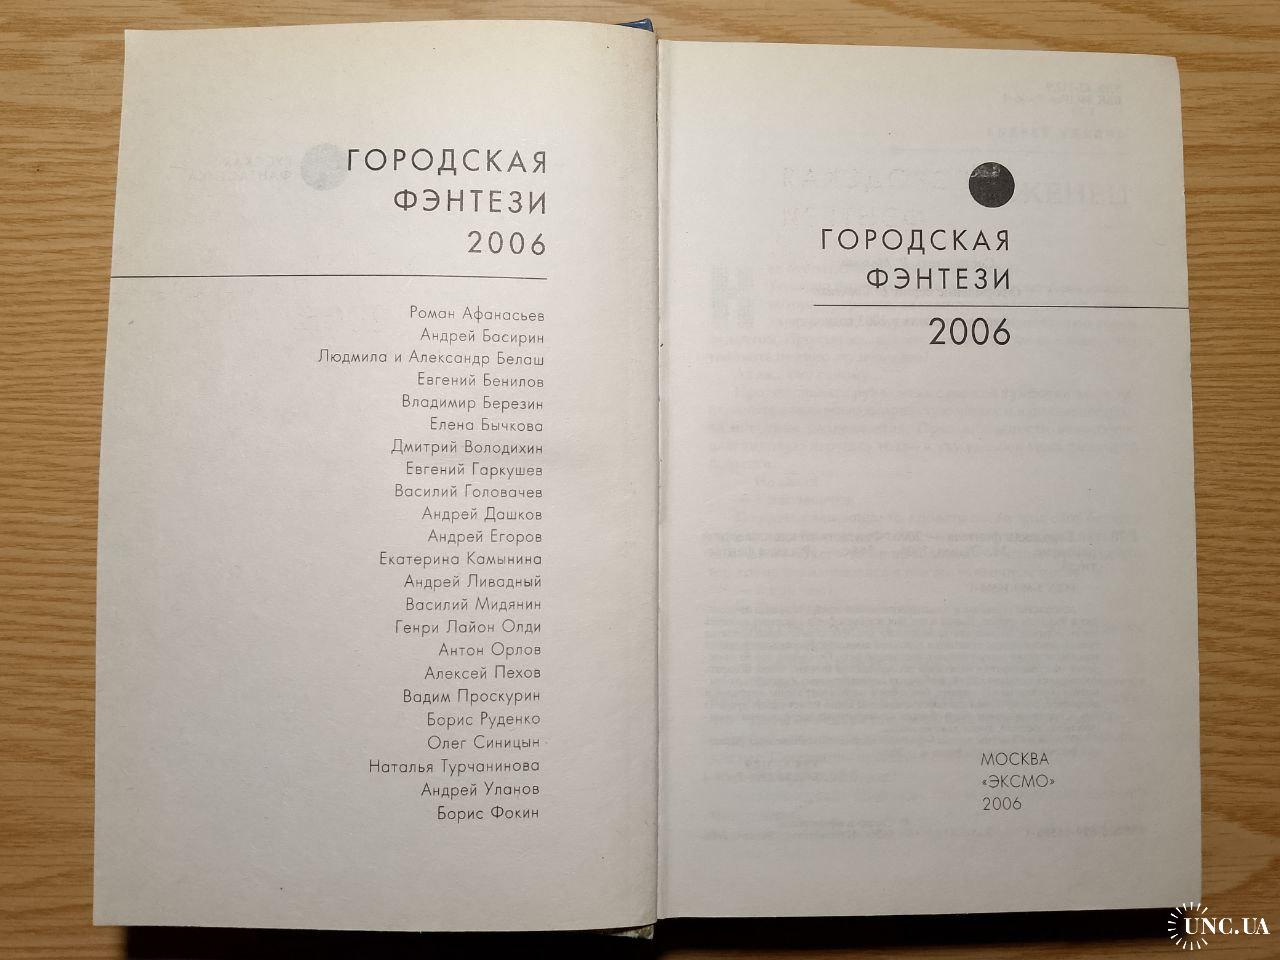 ГОРОДСКАЯ
ФЭНТЕЗИ
2006
Роман Афанасьев
Андрей Басирин
Людмила и Александр Белаш
Евгений Бенилов
Владимир Березин
Елена Бычкова
Дмитрий Володихин
Евгений Гаркушев
Василий Головачев
Андрей Дашков
Андрей Егоров
Екатерина Камынина
Андрей Ливадный
Василий Мидянин
Генри Лайон Олди
Антон Орлов
Алексей Пехов
Вадим Проскурин
Борис Руденко
Олег Синицын
Наталья Турчанинова
Андрей Уланов
Борис Фокин
ГОРОДСКАЯ
ФЭНТЕЗИ
2006
МОСКВА
«ЭКСМО»
2006
UNC.UA